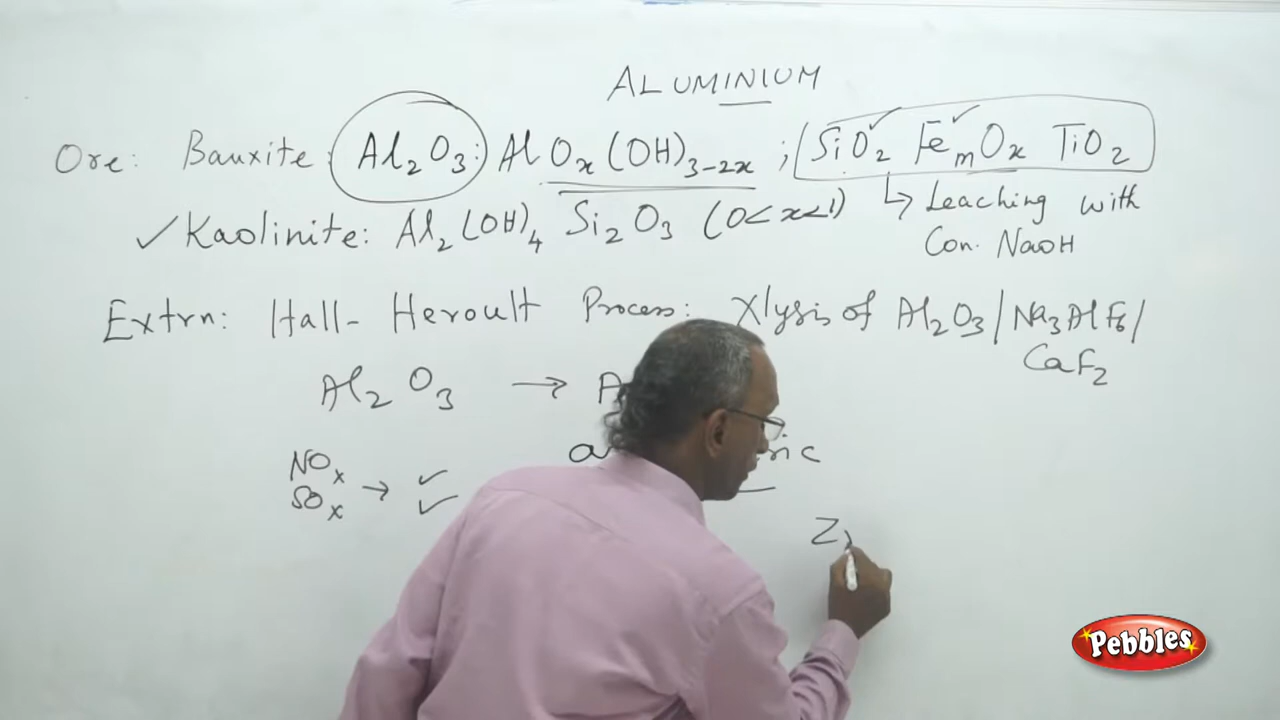 ALUMINIUM
Ore: Bauxite: Al₂O₃: AlOₓ(OH)₃₋₂ₓ ; SiO₂ FeₘOₓ TiO₂
Kaolinite: Al₂(OH)₄ Si₂O₃ (0<x<1) ↳ Leaching with
Con. NaOH
Extrn: Hall-Heroult Process: Xlysis of Al₂O₃/Na₃AlF₆/
CaF₂
Al₂O₃ → A
NOₓ
SOₓ → ✓ ✓
Pebbles